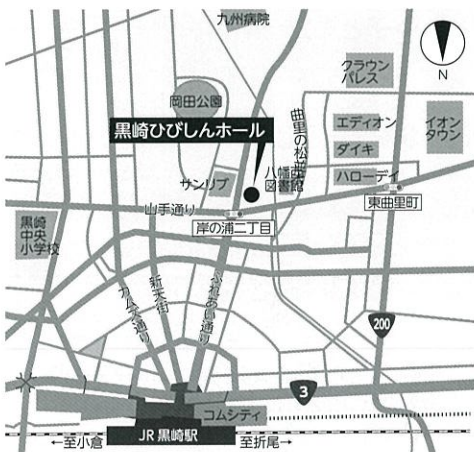 九州病院
N
クラウン
パレス
岡田公園
黒崎ひびしんホール
曲里の松並木
エディオン
イオン
タウン
ダイキ
サンリブ
八幡西
図書館
ハローデイ
山手通り
岸の浦二丁目
東曲里町
黒崎
中央
小学校
カムズ通り
新天街
ふれあい通り
200
3
コムシティ
JR 黒崎駅
←至小倉
至折尾→